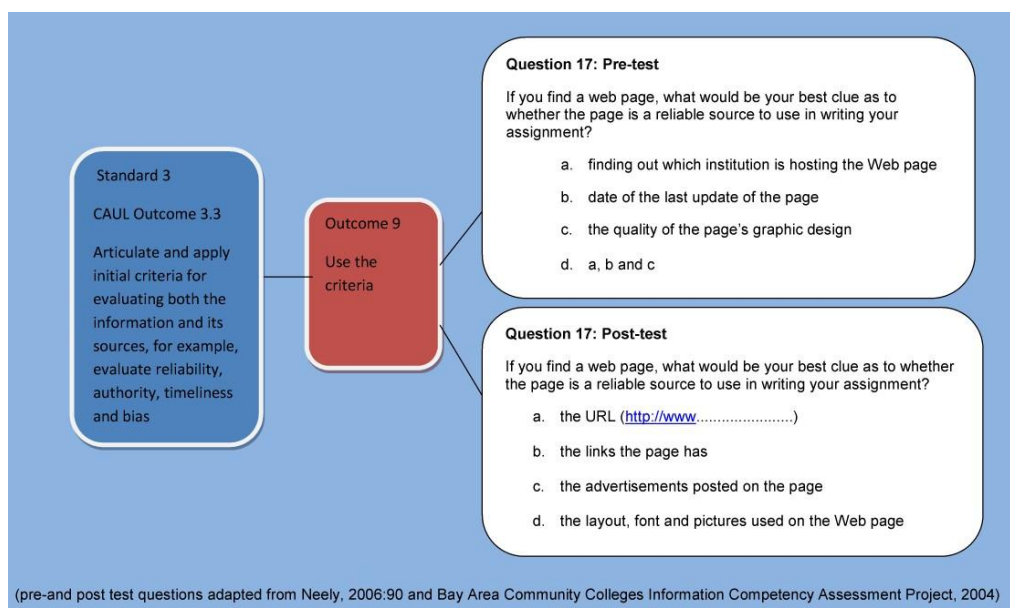 Standard 3
CAUL Outcome 3.3
Articulate and apply
initial criteria for
evaluating both the
information and its
sources, for example,
evaluate reliability,
authority, timeliness
and bias
Outcome 9
Use the
criteria
Question 17: Pre-test
If you find a web page, what would be your best clue as to
whether the page is a reliable source to use in writing your
assignment?
a. finding out which institution is hosting the Web page
b. date of the last update of the page
c. the quality of the page's graphic design
d. a, b and c
Question 17: Post-test
If you find a web page, what would be your best clue as to whether
the page is a reliable source to use in writing your assignment?
a. the URL (http://www.......................)
b. the links the page has
c. the advertisements posted on the page
d. the layout, font and pictures used on the Web page
(pre-and post test questions adapted from Neely, 2006:90 and Bay Area Community Colleges Information Competency Assessment Project, 2004)